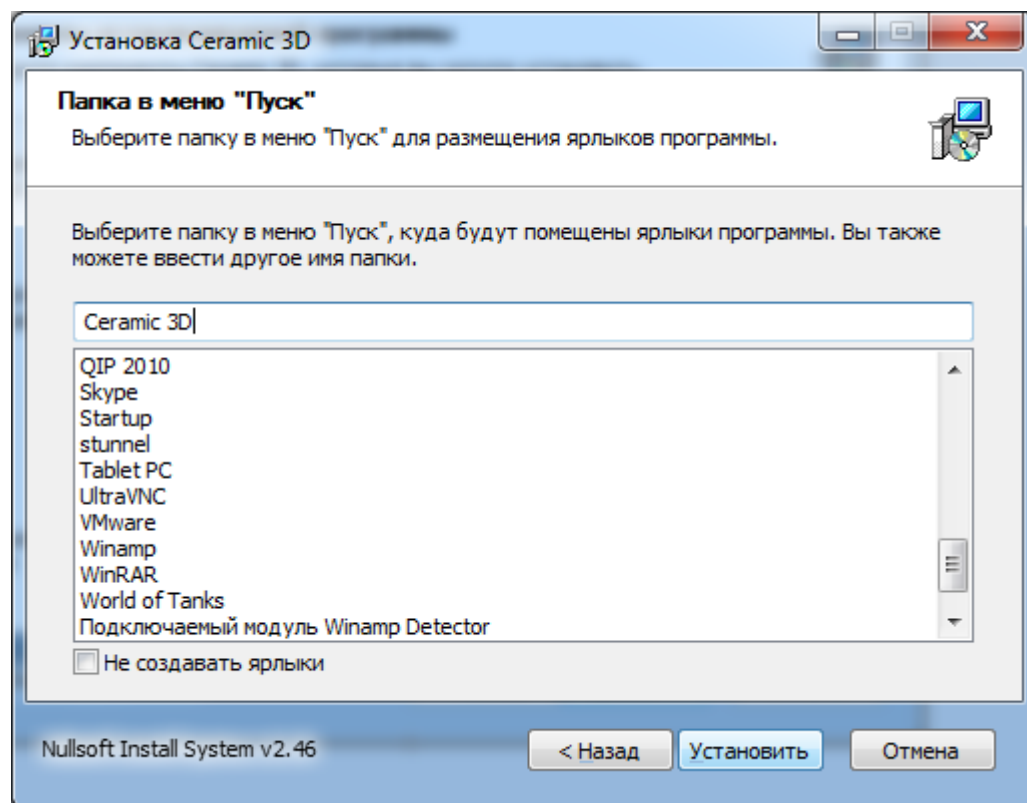 Установка Ceramic 3D
Папка в меню "Пуск"
Выберите папку в меню "Пуск" для размещения ярлыков программы.
Выберите папку в меню "Пуск", куда будут помещены ярлыки программы. Вы также
можете ввести другое имя папки.
Ceramic 3D
QIP 2010
Skype
Startup
stunnel
Tablet PC
UltraVNC
VMware
Winamp
WinRAR
World of Tanks
Подключаемый модуль Winamp Detector
Не создавать ярлыки
Nullsoft Install System v2.46
< Назад
Установить
Отмена